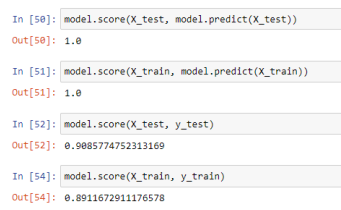 In [50]: model.score(X_test, model.predict(X_test))
Out[50]: 1.0
In [51]: model.score(X_train, model.predict(X_train))
Out[51]: 1.0
In [52]: model.score(X_test, y_test)
Out[52]: 0.9085774752313169
In [54]: model.score(X_train, y_train)
Out[54]: 0.8911672911176578